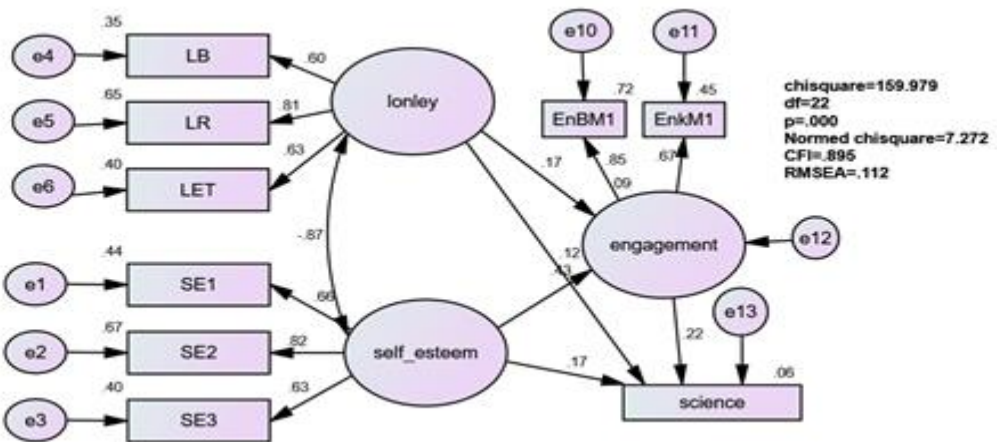 .35
e4
LB
.60
.65
e5
LR
.81
.40
e6
LET
.63
lonley
-.87
.44
e1
SE1
.66
.67
e2
SE2
.82
.40
e3
SE3
.63
self_esteem
e10
e11
.72
.45
EnBM1
EnkM1
.85
.67
.09
.17
engagement
e12
.12
.43
e13
.22
.17
.06
science
chisquare=159.979
df=22
p=.000
Normed chisquare=7.272
CFI=.895
RMSEA=.112